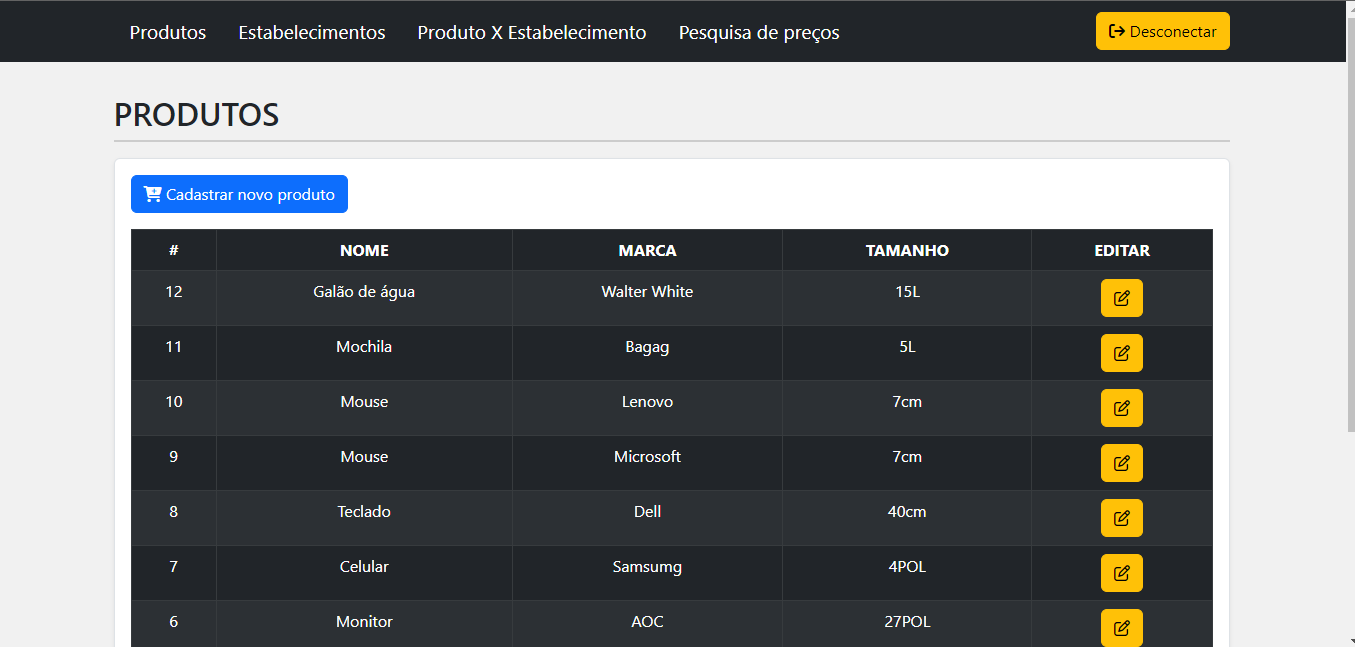 Produtos Estabelecimentos Produto X Estabelecimento Pesquisa de preços Desconectar
PRODUTOS
Cadastrar novo produto
# NOME MARCA TAMANHO EDITAR
12 Galão de água Walter White 15L
11 Mochila Bagag 5L
10 Mouse Lenovo 7cm
9 Mouse Microsoft 7cm
8 Teclado Dell 40cm
7 Celular Samsumg 4POL
6 Monitor AOC 27POL